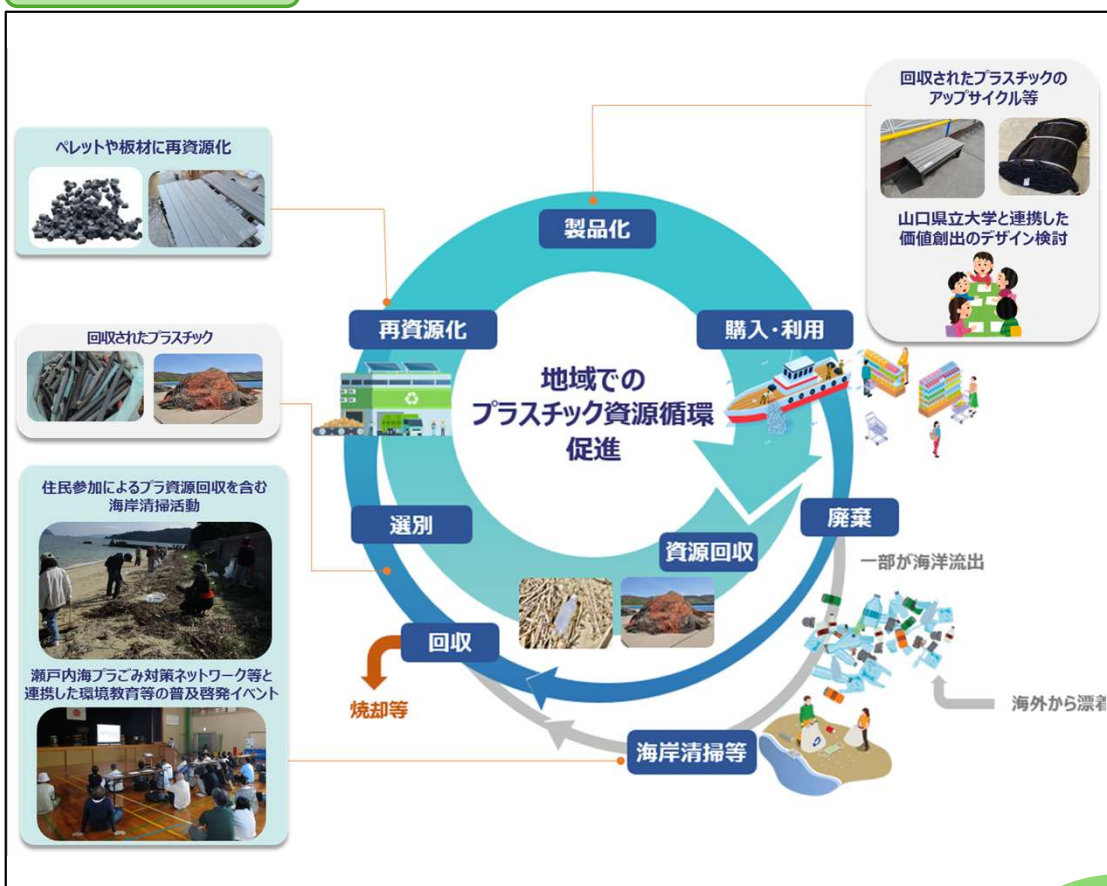 回収されたプラスチックの
アップサイクル等
山口県立大学と連携した
価値創出のデザイン検討
ペレットや板材に再資源化
製品化
再資源化
購入・利用
回収されたプラスチック
地域での
プラスチック資源循環
促進
住民参加によるプラ資源回収を含む
海岸清掃活動
選別
廃棄
資源回収
一部が海洋流出
回収
瀬戸内海プラごみ対策ネットワーク等と
連携した環境教育等の普及啓発イベント
焼却等
海外から漂着
海岸清掃等